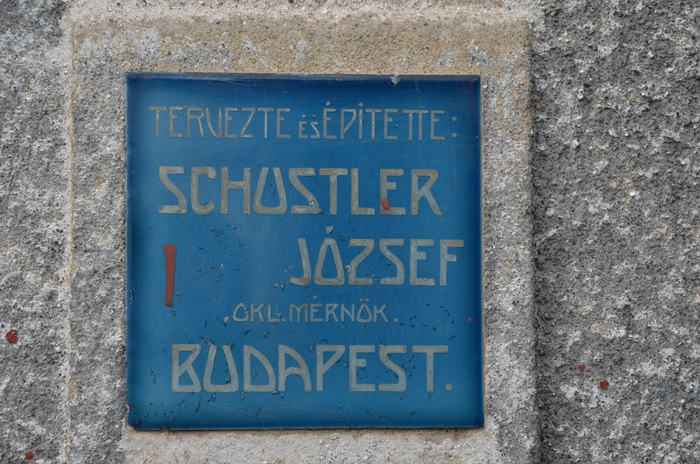 TERVEZTE és ÉPITETTE:
SCHUSTLER
JÓZSEF
.OKL. MÉRNÖK.
BUDAPEST.